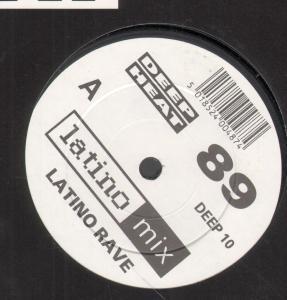 DEEP
HEAT
A
89
5 018524 004874
DEEP 10
latino mix
LATINO RAVE